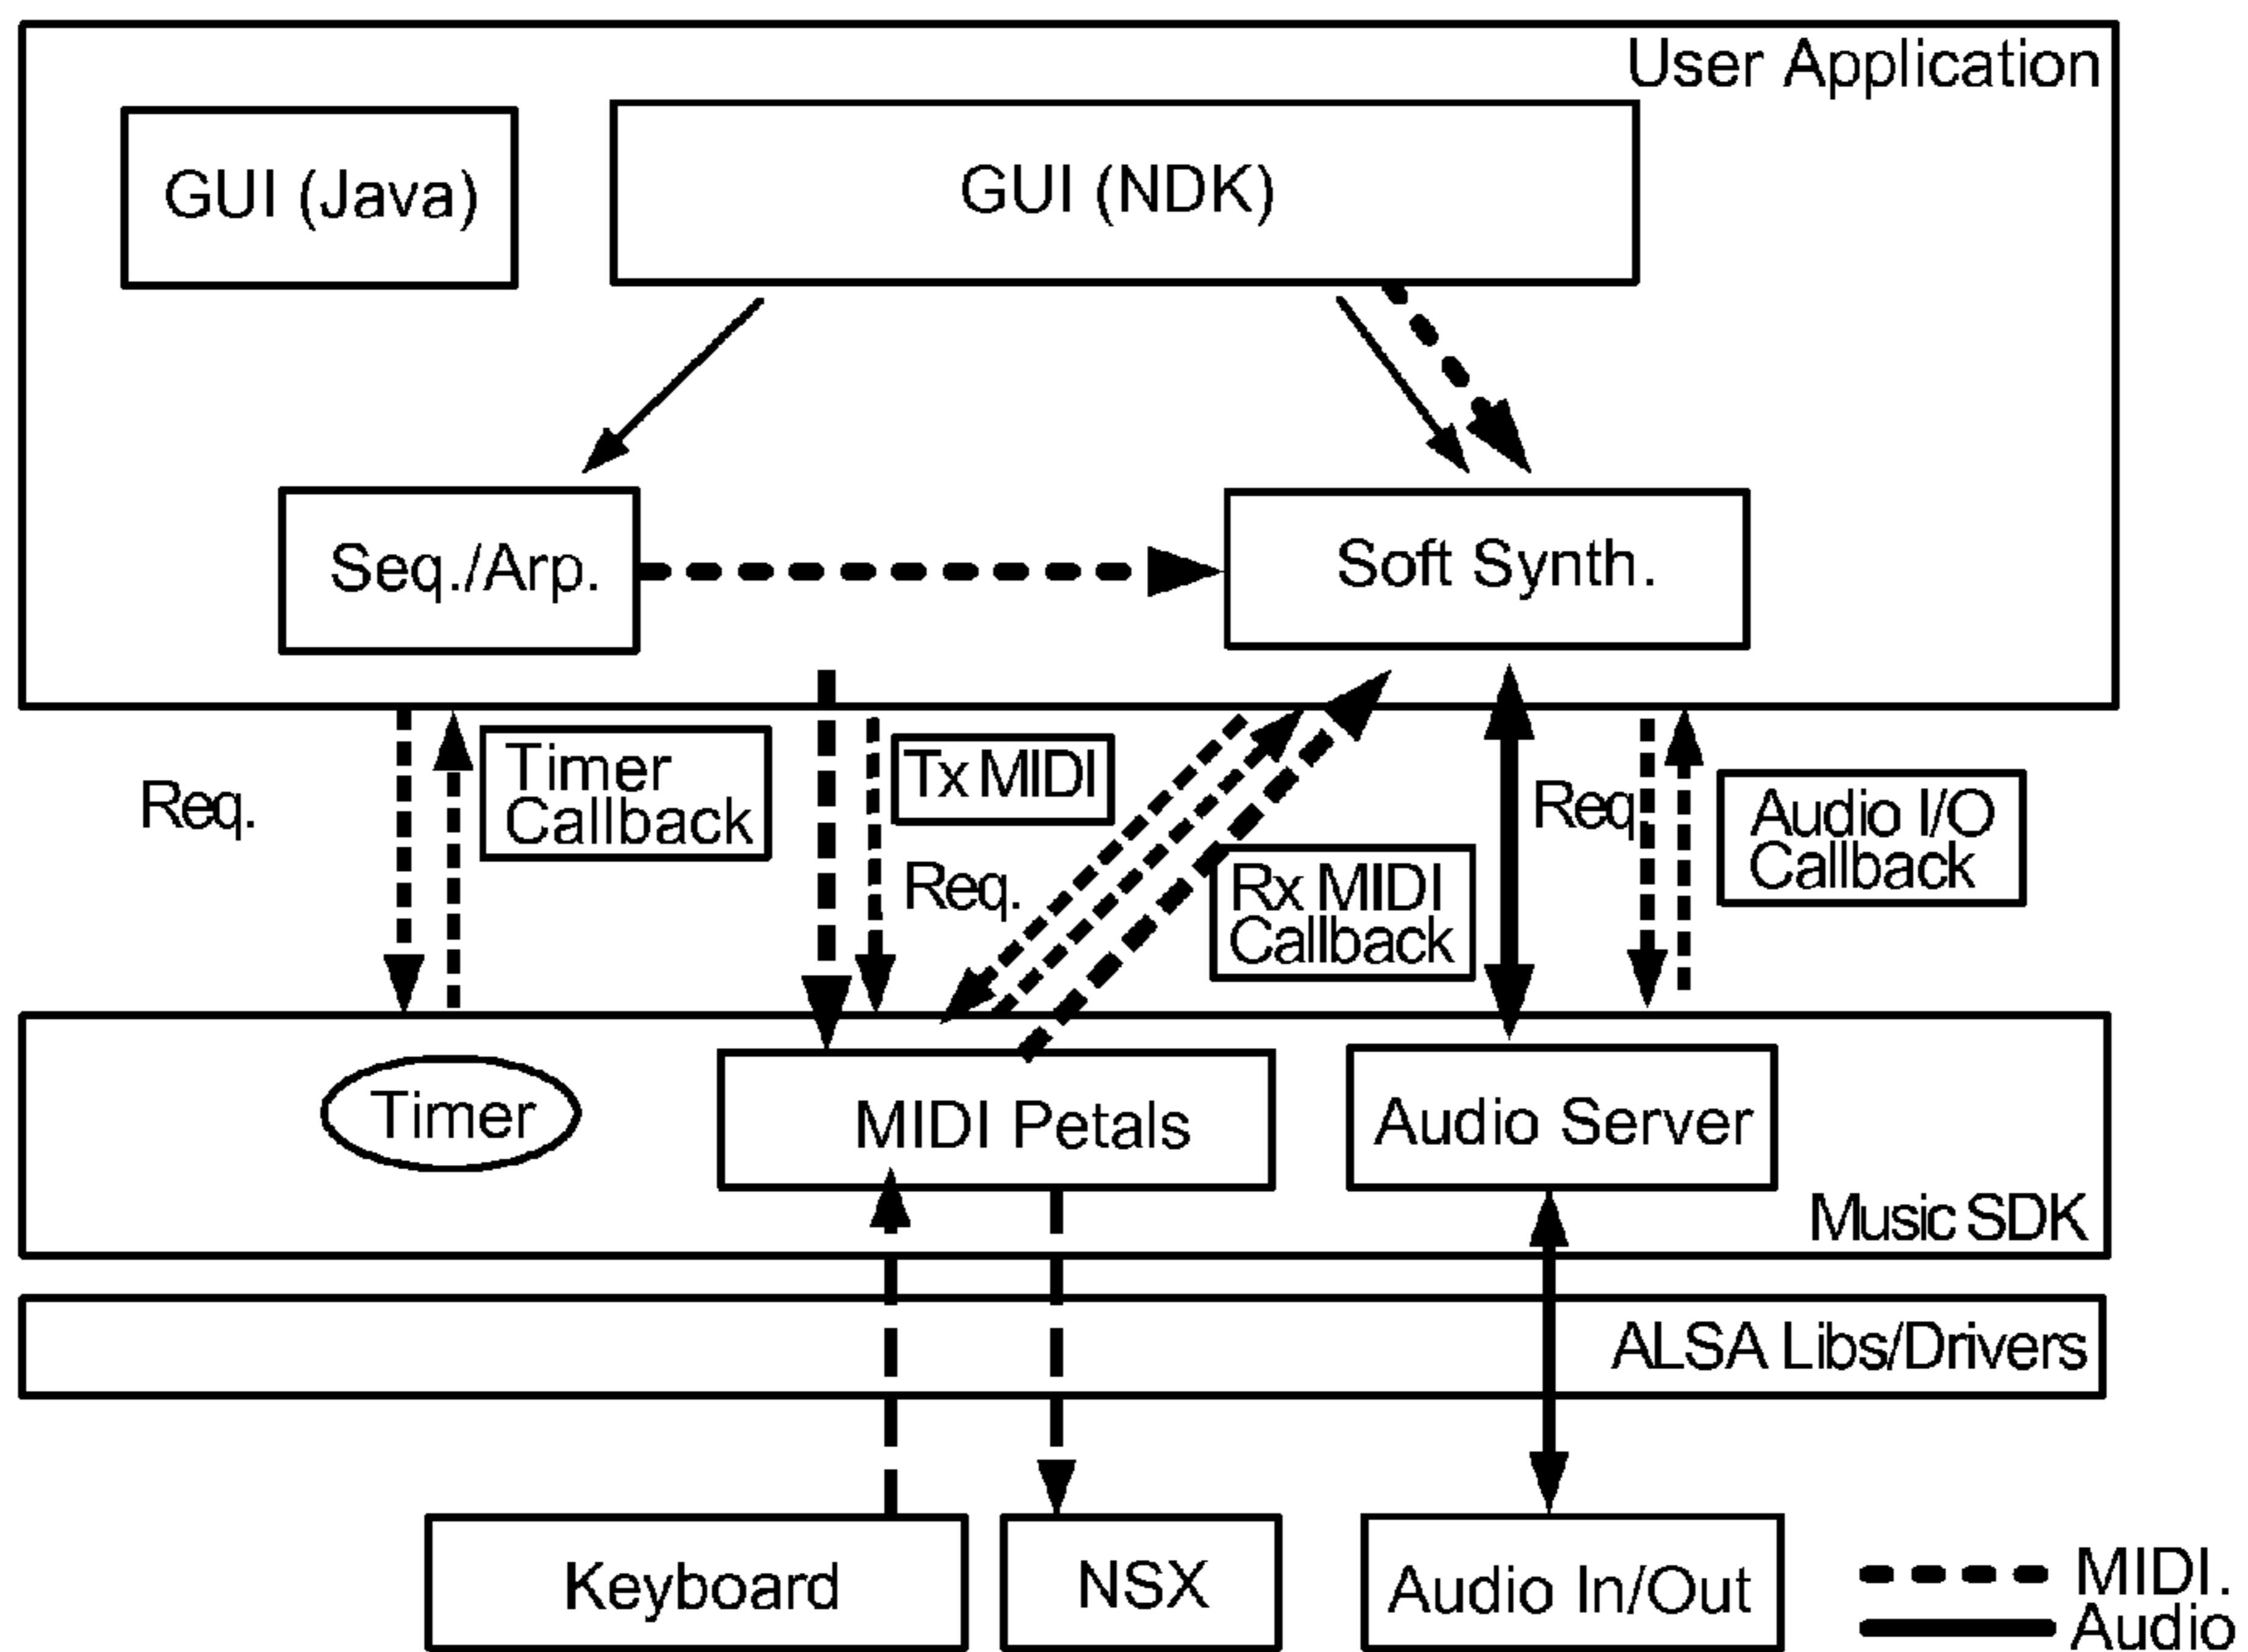 User Application
GUI (Java)
GUI (NDK)
Seq./Arp.
Soft Synth.
Req.
Timer
Callback
Tx MIDI
Req.
Rx MIDI
Callback
Req.
Audio I/O
Callback
Timer
MIDI Petals
Audio Server
Music SDK
ALSA Libs/Drivers
Keyboard
NSX
Audio In/Out
MIDI.
Audio